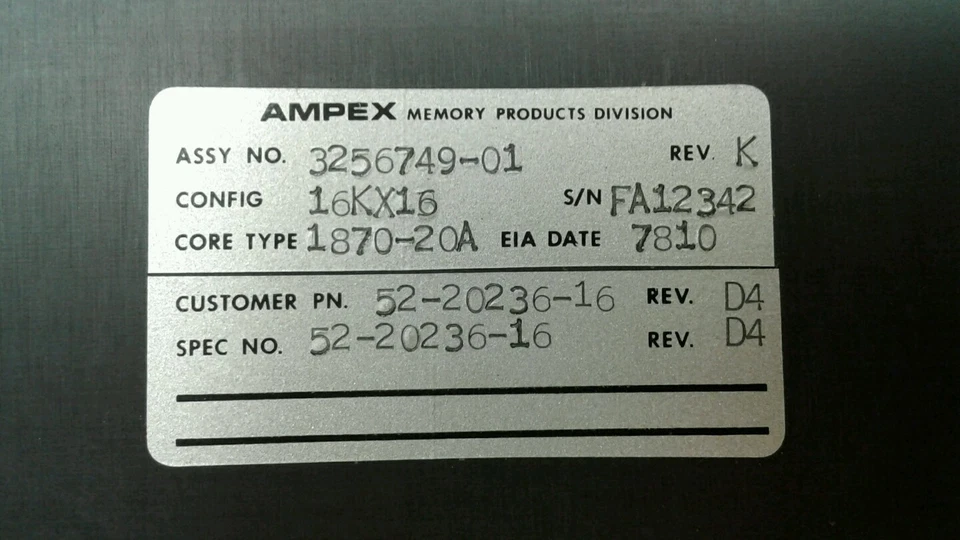 AMPEX MEMORY PRODUCTS DIVISION
ASSY NO. 3256749-01 REV. K
CONFIG 16KX16 S/N FA12342
CORE TYPE 1870-20A EIA DATE 7810
CUSTOMER PN. 52-20236-16 REV. D4
SPEC NO. 52-20236-16 REV. D4